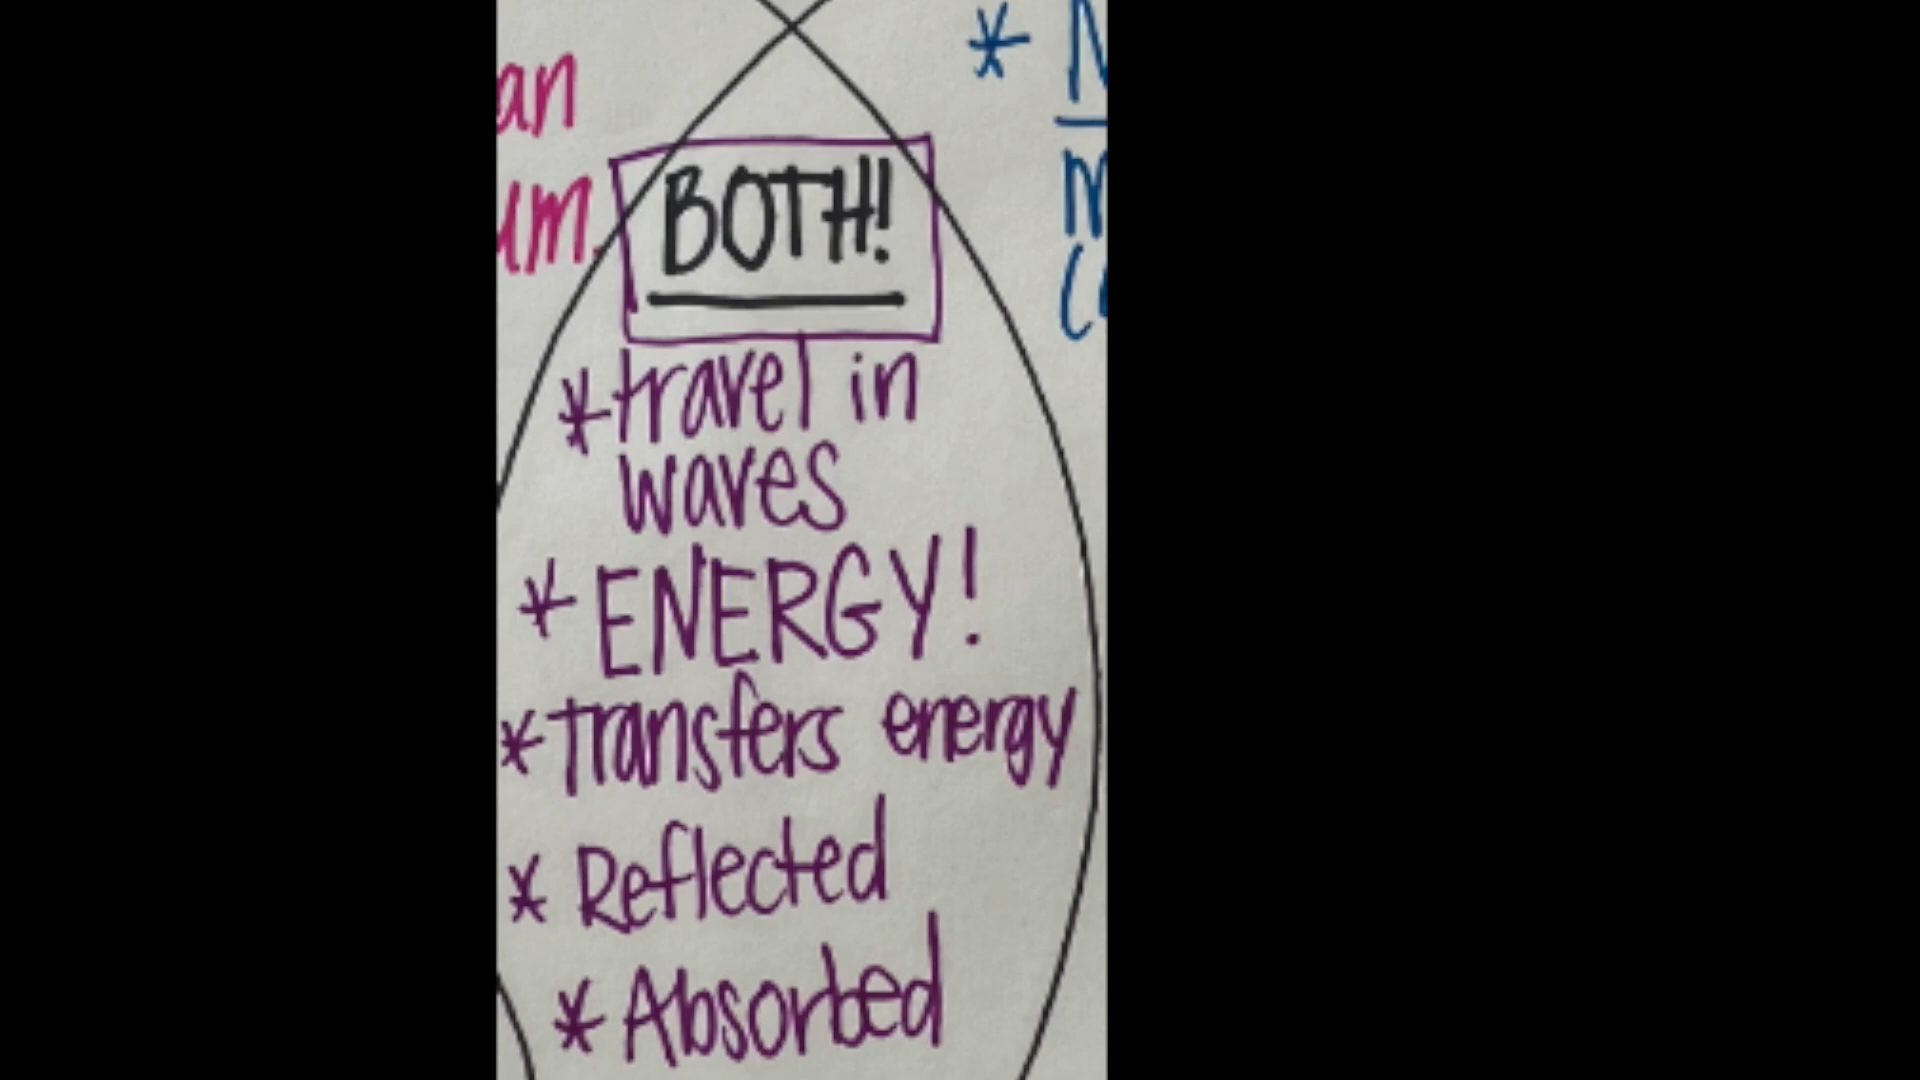 an
um.
BOTH!
* travel in
waves
* ENERGY!
* Transfers energy
* Reflected
* Absorbed